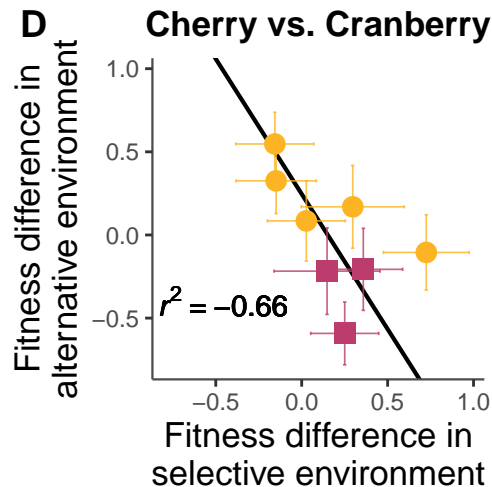 D Cherry vs. Cranberry
Fitness difference in
alternative environment
1.0
0.5
0.0
−0.5
r² = −0.66
−0.5 0.0 0.5 1.0
Fitness difference in
selective environment